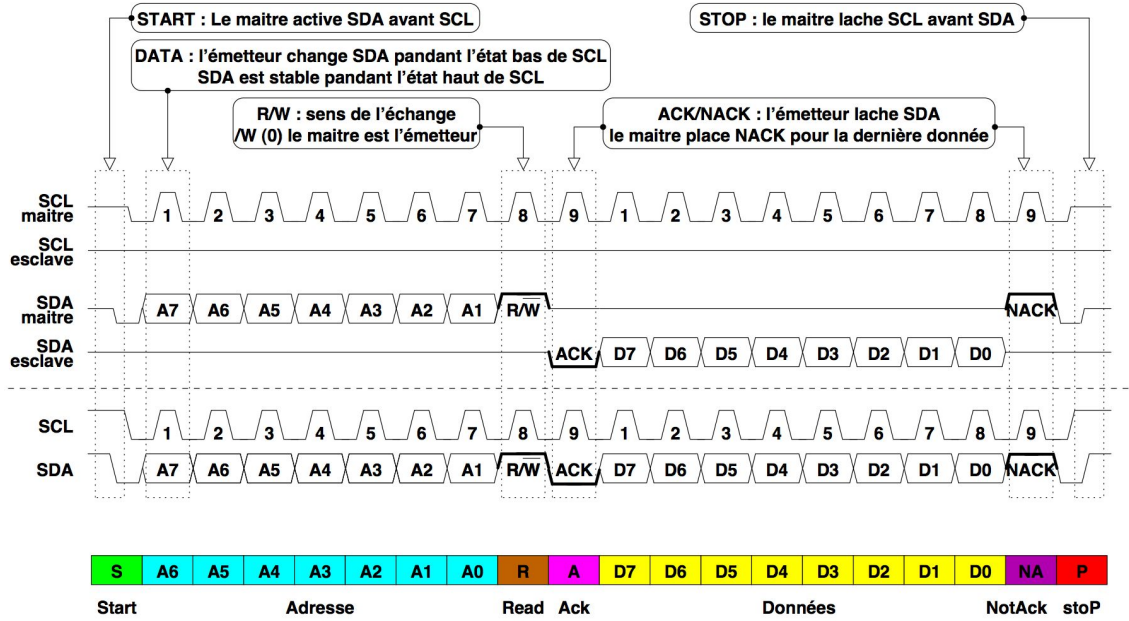 START : Le maitre active SDA avant SCL
STOP : le maitre lache SCL avant SDA
DATA : l'émetteur change SDA pandant l'état bas de SCL
SDA est stable pandant l'état haut de SCL
R/W : sens de l'échange
/W (0) le maitre est l'émetteur
ACK/NACK : l'émetteur lache SDA
le maitre place NACK pour la dernière donnée
SCL
maitre
1 2 3 4 5 6 7 8 9 1 2 3 4 5 6 7 8 9
SCL
esclave
SDA
maitre
A7 A6 A5 A4 A3 A2 A1 R/W NACK
SDA
esclave
ACK D7 D6 D5 D4 D3 D2 D1 D0
SCL
1 2 3 4 5 6 7 8 9 1 2 3 4 5 6 7 8 9
SDA
A7 A6 A5 A4 A3 A2 A1 R/W ACK D7 D6 D5 D4 D3 D2 D1 D0 NACK
S A6 A5 A4 A3 A2 A1 A0 R A D7 D6 D5 D4 D3 D2 D1 D0 NA P
Start Adresse Read Ack Données NotAck stoP